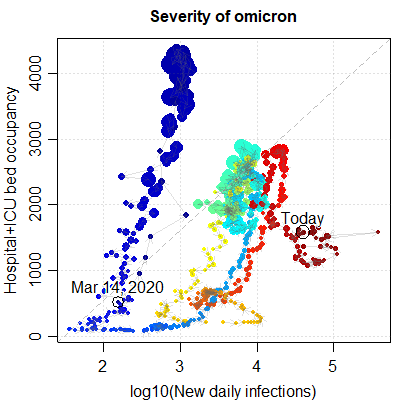 Severity of omicron
Hospital+ICU bed occupancy
4000
3000
2000
1000
0
Today
Mar 14, 2020
2
3
4
5
log10(New daily infections)